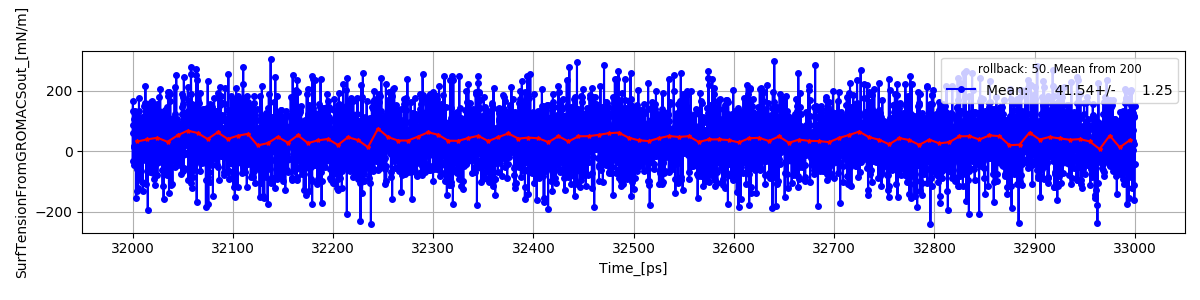 SurfTensionFromGROMACSout_[mN/m]
200
0
−200
rollback: 50  Mean from 200
Mean:      41.54+/-      1.25
32000 32100 32200 32300 32400 32500 32600 32700 32800 32900 33000
Time_[ps]